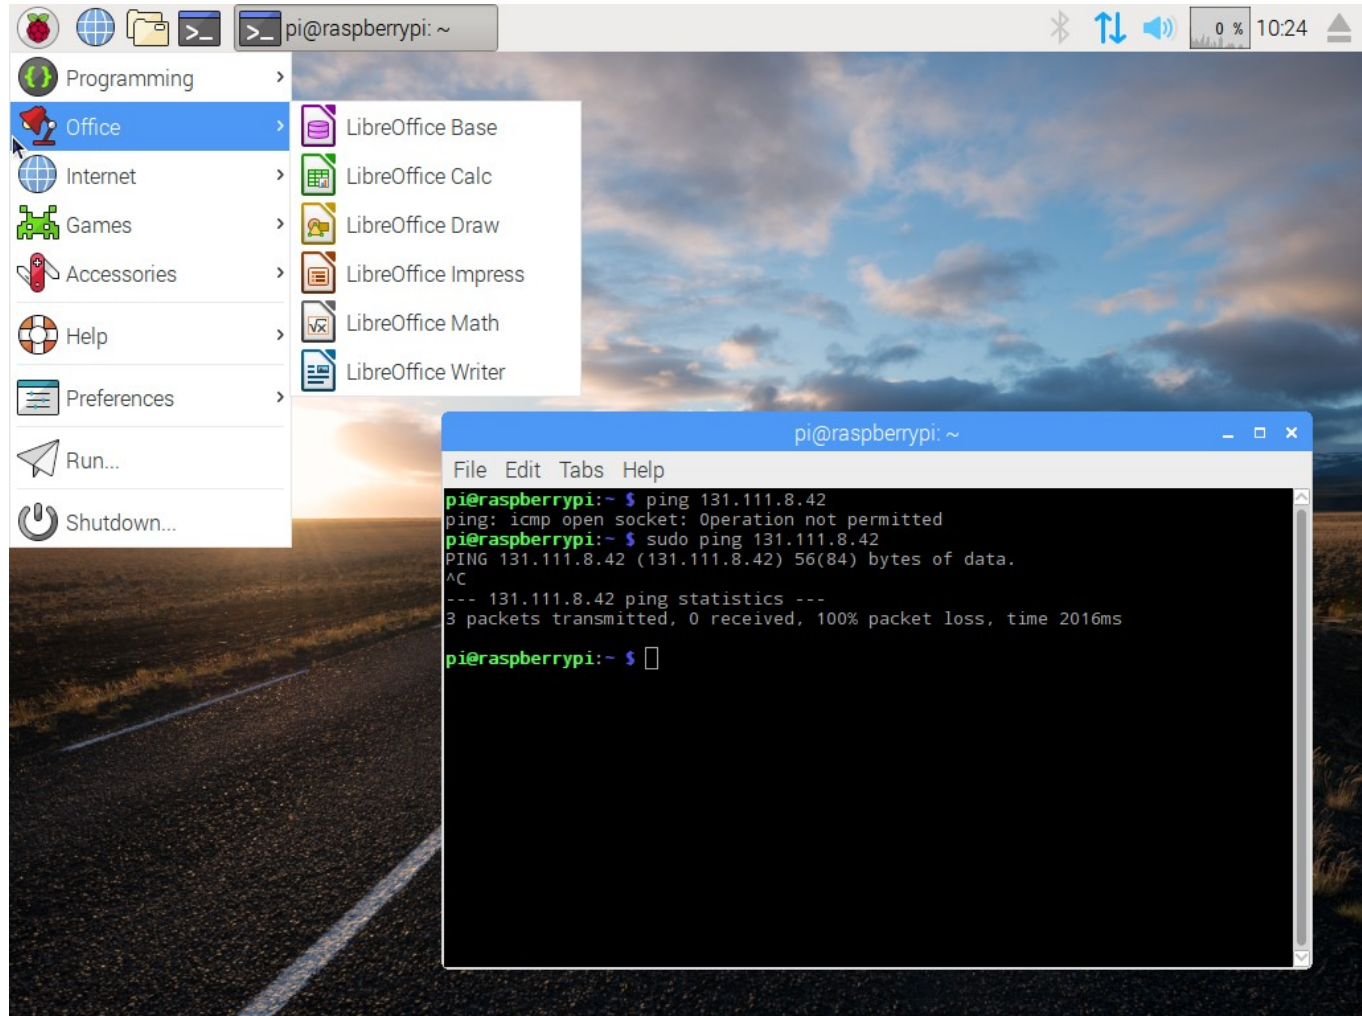 pi@raspberrypi: ~
0 %
10:24
Programming
Office
Internet
Games
Accessories
Help
Preferences
Run...
Shutdown...
LibreOffice Base
LibreOffice Calc
LibreOffice Draw
LibreOffice Impress
LibreOffice Math
LibreOffice Writer
pi@raspberrypi: ~
File Edit Tabs Help
pi@raspberrypi:~ $ ping 131.111.8.42
ping: icmp open socket: Operation not permitted
pi@raspberrypi:~ $ sudo ping 131.111.8.42
PING 131.111.8.42 (131.111.8.42) 56(84) bytes of data.
^C
--- 131.111.8.42 ping statistics ---
3 packets transmitted, 0 received, 100% packet loss, time 2016ms
pi@raspberrypi:~ $